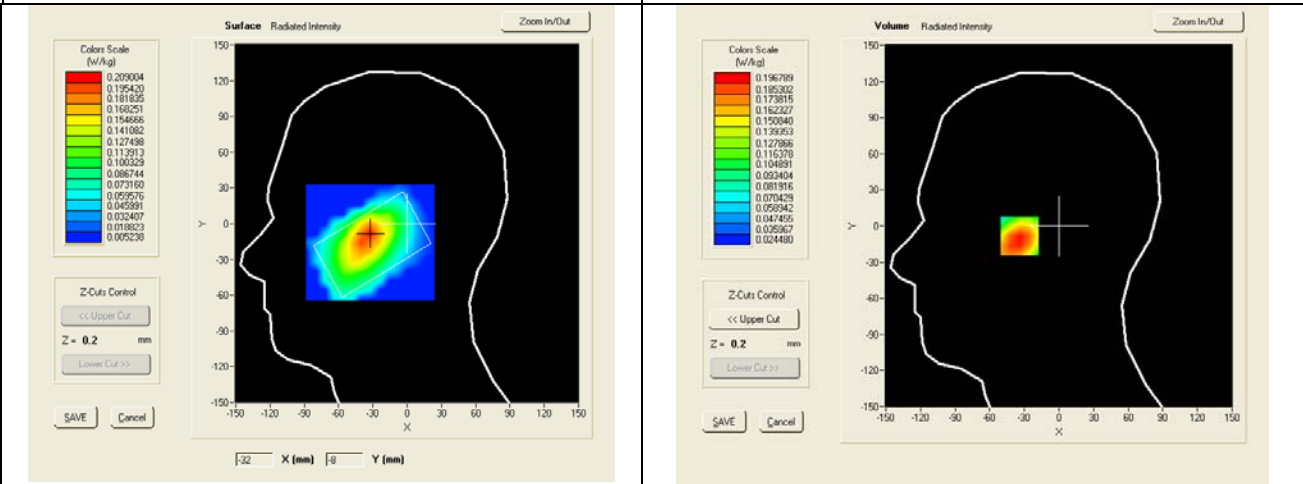 Surface Radiated Intensity
Zoom In/Out
Colors Scale
(W/kg)
0.209004
0.195420
0.181835
0.168251
0.154666
0.141082
0.127498
0.113913
0.100329
0.086744
0.073160
0.059576
0.045991
0.032407
0.018823
0.005238
150
120
90
60
30
0
-30
-60
-90
-120
-150
Y
-150 -120 -90 -60 -30 0 30 60 90 120 150
X
Z-Cuts Control
<< Upper Cut
Z = 0.2 mm
Lower Cut >>
SAVE Cancel
-32 X (mm) -8 Y (mm)
Volume Radiated Intensity
Zoom In/Out
Colors Scale
(W/kg)
0.196789
0.185302
0.173815
0.162327
0.150840
0.139353
0.127866
0.116378
0.104891
0.093404
0.081916
0.070429
0.058942
0.047455
0.035967
0.024480
150
120
90
60
30
0
-30
-60
-90
-120
-150
Y
-150 -120 -90 -60 -30 0 30 60 90 120 150
X
Z-Cuts Control
<< Upper Cut
Z = 0.2 mm
Lower Cut >>
SAVE Cancel